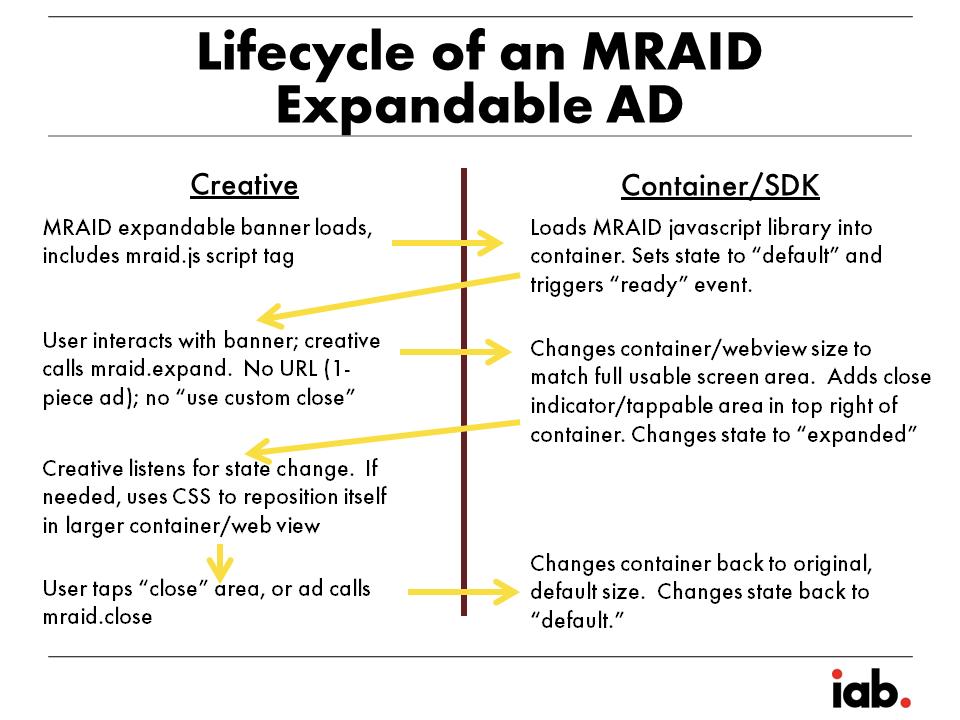 Lifecycle of an MRAID
Expandable AD
Creative
MRAID expandable banner loads,
includes mraid.js script tag
User interacts with banner; creative
calls mraid.expand.  No URL (1-
piece ad); no “use custom close”
Creative listens for state change.  If
needed, uses CSS to reposition itself
in larger container/web view
User taps “close” area, or ad calls
mraid.close
Container/SDK
Loads MRAID javascript library into
container. Sets state to “default” and
triggers “ready” event.
Changes container/webview size to
match full usable screen area.  Adds close
indicator/tappable area in top right of
container. Changes state to “expanded”
Changes container back to original,
default size.  Changes state back to
“default.”
iab.